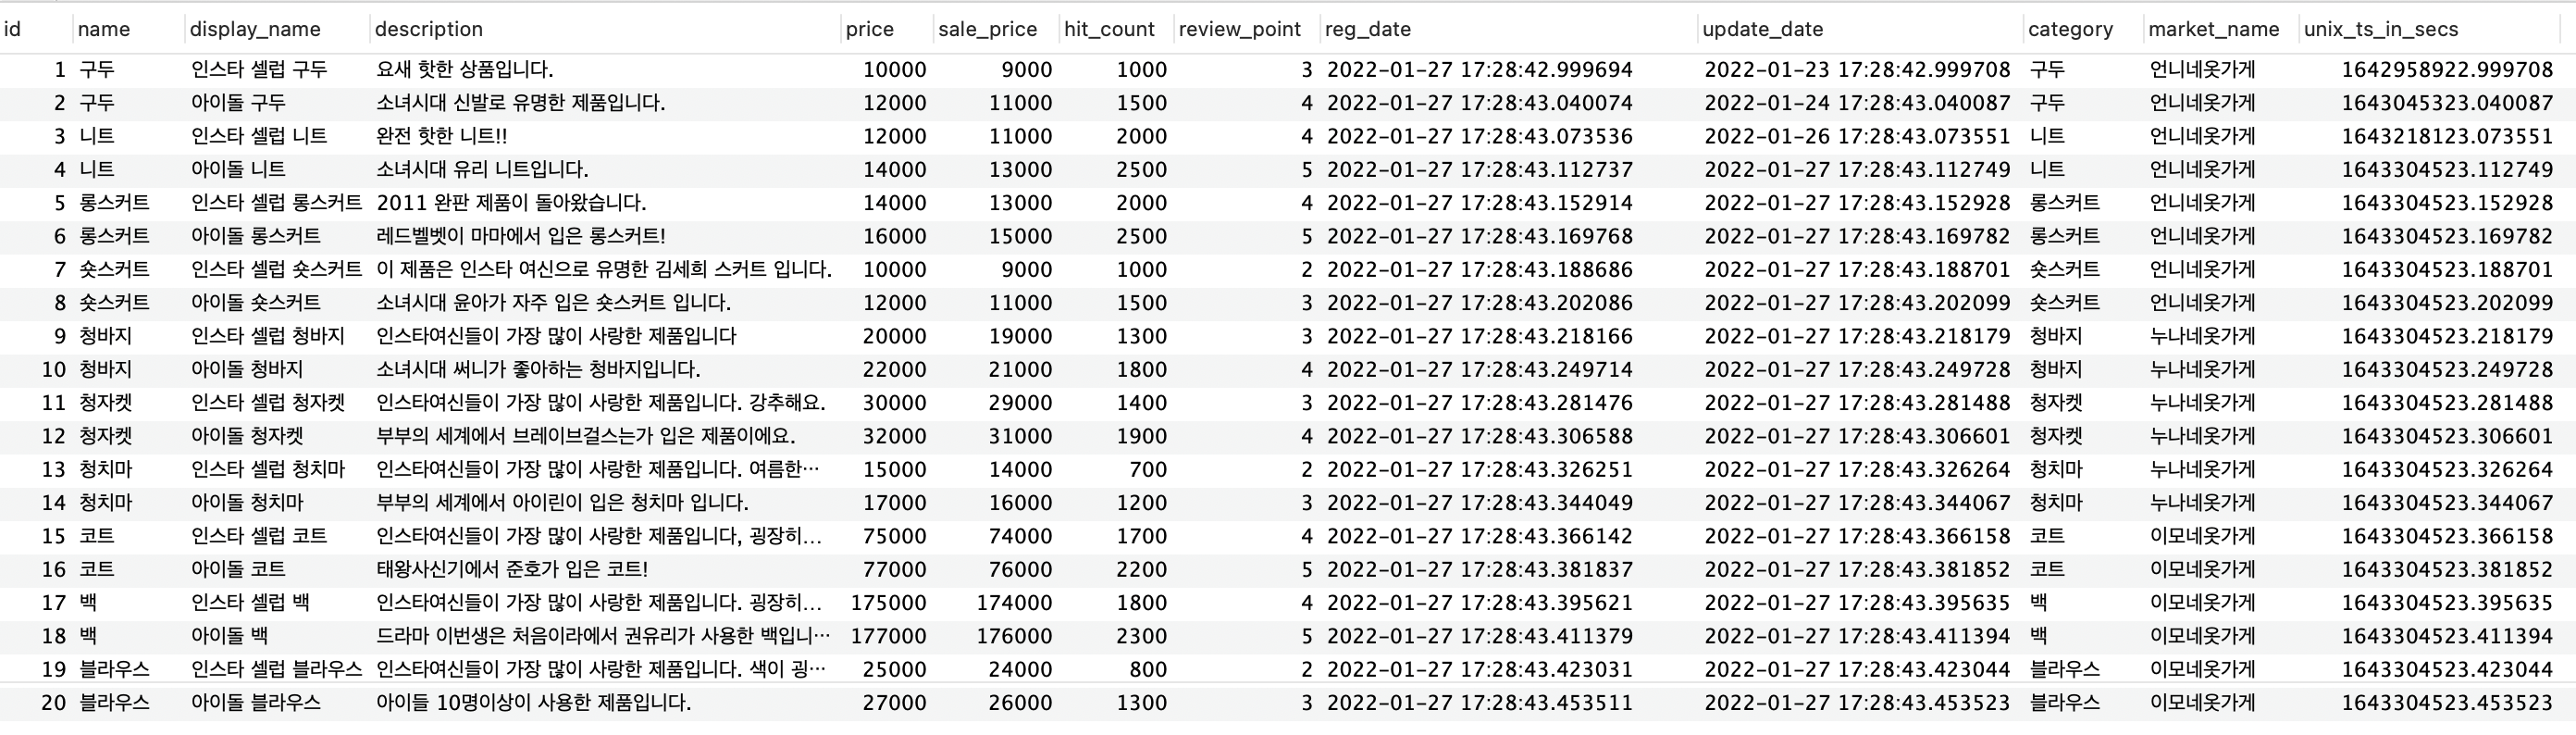 id name display_name description price sale_price hit_count review_point reg_date update_date category market_name unix_ts_in_secs
1 구두 인스타 셀럽 구두 요새 핫한 상품입니다. 10000 9000 1000 3 2022-01-27 17:28:42.999694 2022-01-23 17:28:42.999708 구두 언니네옷가게 1642958922.999708
2 구두 아이돌 구두 소녀시대 신발로 유명한 제품입니다. 12000 11000 1500 4 2022-01-27 17:28:43.040074 2022-01-24 17:28:43.040087 구두 언니네옷가게 1643045323.040087
3 니트 인스타 셀럽 니트 완전 핫한 니트!! 12000 11000 2000 4 2022-01-27 17:28:43.073536 2022-01-26 17:28:43.073551 니트 언니네옷가게 1643218123.073551
4 니트 아이돌 니트 소녀시대 유리 니트입니다. 14000 13000 2500 5 2022-01-27 17:28:43.112737 2022-01-27 17:28:43.112749 니트 언니네옷가게 1643304523.112749
5 롱스커트 인스타 셀럽 롱스커트 2011 완판 제품이 돌아왔습니다. 14000 13000 2000 4 2022-01-27 17:28:43.152914 2022-01-27 17:28:43.152928 롱스커트 언니네옷가게 1643304523.152928
6 롱스커트 아이돌 롱스커트 레드벨벳이 마마에서 입은 롱스커트! 16000 15000 2500 5 2022-01-27 17:28:43.169768 2022-01-27 17:28:43.169782 롱스커트 언니네옷가게 1643304523.169782
7 숏스커트 인스타 셀럽 숏스커트 이 제품은 인스타 여신으로 유명한 김세희 스커트 입니다. 10000 9000 1000 2 2022-01-27 17:28:43.188686 2022-01-27 17:28:43.188701 숏스커트 언니네옷가게 1643304523.188701
8 숏스커트 아이돌 숏스커트 소녀시대 윤아가 자주 입은 숏스커트 입니다. 12000 11000 1500 3 2022-01-27 17:28:43.202086 2022-01-27 17:28:43.202099 숏스커트 언니네옷가게 1643304523.202099
9 청바지 인스타 셀럽 청바지 인스타여신들이 가장 많이 사랑한 제품입니다 20000 19000 1300 3 2022-01-27 17:28:43.218166 2022-01-27 17:28:43.218179 청바지 누나네옷가게 1643304523.218179
10 청바지 아이돌 청바지 소녀시대 써니가 좋아하는 청바지입니다. 22000 21000 1800 4 2022-01-27 17:28:43.249714 2022-01-27 17:28:43.249728 청바지 누나네옷가게 1643304523.249728
11 청자켓 인스타 셀럽 청자켓 인스타여신들이 가장 많이 사랑한 제품입니다. 강추해요. 30000 29000 1400 3 2022-01-27 17:28:43.281476 2022-01-27 17:28:43.281488 청자켓 누나네옷가게 1643304523.281488
12 청자켓 아이돌 청자켓 부부의 세계에서 브레이브걸스는가 입은 제품이에요. 32000 31000 1900 4 2022-01-27 17:28:43.306588 2022-01-27 17:28:43.306601 청자켓 누나네옷가게 1643304523.306601
13 청치마 인스타 셀럽 청치마 인스타여신들이 가장 많이 사랑한 제품입니다. 여름한… 15000 14000 700 2 2022-01-27 17:28:43.326251 2022-01-27 17:28:43.326264 청치마 누나네옷가게 1643304523.326264
14 청치마 아이돌 청치마 부부의 세계에서 아이린이 입은 청치마 입니다. 17000 16000 1200 3 2022-01-27 17:28:43.344049 2022-01-27 17:28:43.344067 청치마 누나네옷가게 1643304523.344067
15 코트 인스타 셀럽 코트 인스타여신들이 가장 많이 사랑한 제품입니다, 굉장히… 75000 74000 1700 4 2022-01-27 17:28:43.366142 2022-01-27 17:28:43.366158 코트 이모네옷가게 1643304523.366158
16 코트 아이돌 코트 태왕사신기에서 준호가 입은 코트! 77000 76000 2200 5 2022-01-27 17:28:43.381837 2022-01-27 17:28:43.381852 코트 이모네옷가게 1643304523.381852
17 백 인스타 셀럽 백 인스타여신들이 가장 많이 사랑한 제품입니다. 굉장히… 175000 174000 1800 4 2022-01-27 17:28:43.395621 2022-01-27 17:28:43.395635 백 이모네옷가게 1643304523.395635
18 백 아이돌 백 드라마 이번생은 처음이라에서 권유리가 사용한 백입니… 177000 176000 2300 5 2022-01-27 17:28:43.411379 2022-01-27 17:28:43.411394 백 이모네옷가게 1643304523.411394
19 블라우스 인스타 셀럽 블라우스 인스타여신들이 가장 많이 사랑한 제품입니다. 색이 굉… 25000 24000 800 2 2022-01-27 17:28:43.423031 2022-01-27 17:28:43.423044 블라우스 이모네옷가게 1643304523.423044
20 블라우스 아이돌 블라우스 아이들 10명이상이 사용한 제품입니다. 27000 26000 1300 3 2022-01-27 17:28:43.453511 2022-01-27 17:28:43.453523 블라우스 이모네옷가게 1643304523.453523